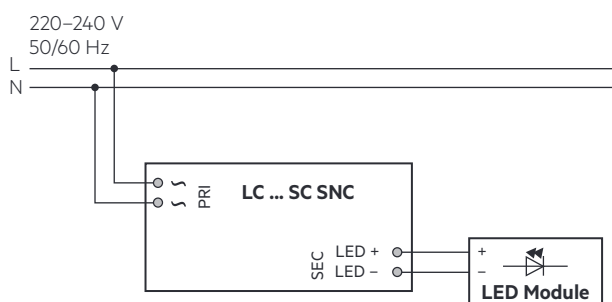 220–240 V
50/60 Hz
L
N
~ PRI
~
LC ... SC SNC
SEC
LED +
LED –
+
–
LED Module